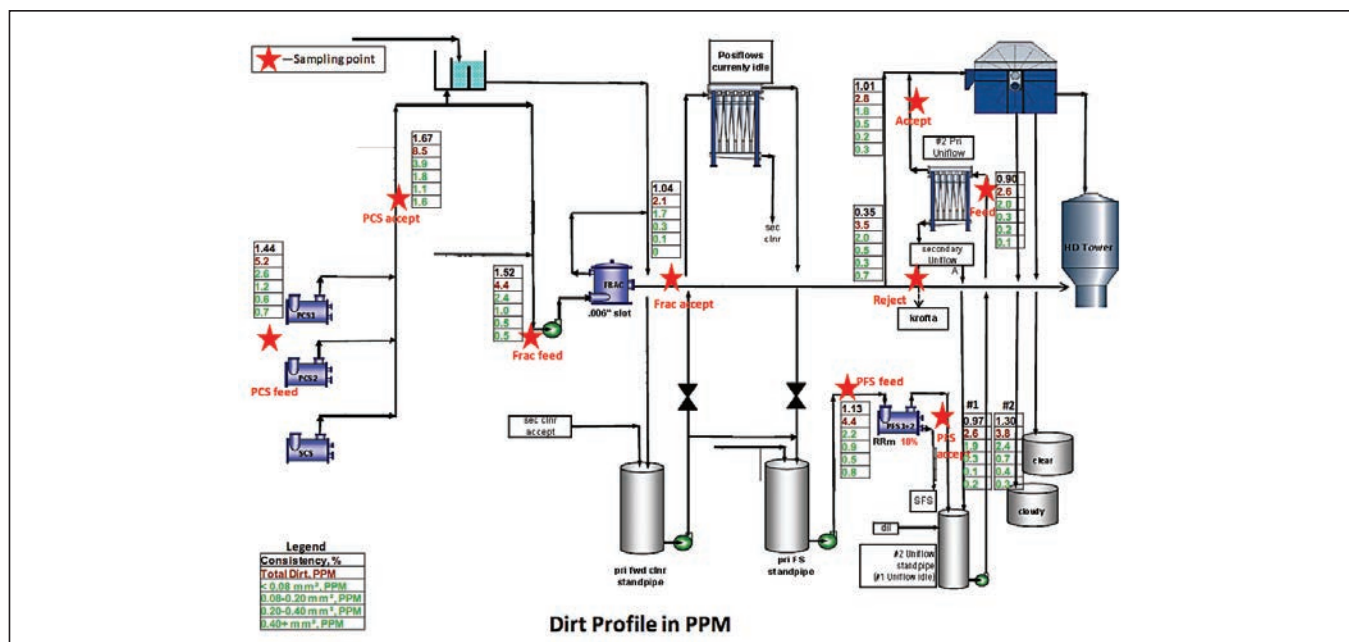 —Sampling point
Posiflows
currenly idle
1.67
8.5
3.9
1.8
1.1
1.6
PCS accept
1.44
5.2
2.6
1.2
0.6
0.7
PCS1
PCS2
PCS feed
SCS
1.52
4.4
2.4
1.0
0.5
0.5
Frac feed
FRAC
.006" slot
1.04
2.1
1.7
0.3
0.1
0
Frac accept
sec
clnr
1.01
2.8
1.8
0.5
0.2
0.3
Accept
#2 Pri
Uniflow
0.90
2.6
2.0
0.3
0.2
0.1
Feed
0.35
3.5
2.0
0.5
0.3
0.7
secondary
Uniflow
A
Reject
krofta
HD Tower
PFS feed
1.13
4.4
2.2
0.9
0.5
0.8
PFS1+2
RRm 18%
SFS
PFS
accept
#1
0.97
2.6
1.9
0.3
0.1
0.2
#2
1.30
3.8
2.4
0.7
0.4
0.3
clear
cloudy
sec clnr
accept
pri fwd clnr
standpipe
pri FS
standpipe
dil
#2 Uniflow
standpipe
(#1 Uniflow idle)
Legend
Consistency, %
Total Dirt, PPM
< 0.08 mm², PPM
0.08-0.20 mm², PPM
0.20-0.40 mm², PPM
0.40+ mm², PPM
Dirt Profile in PPM